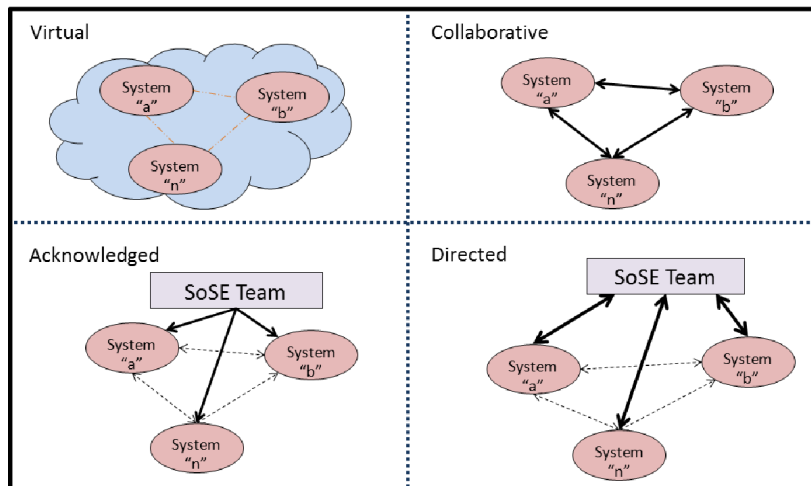 Virtual
System
“a”
System
“b”
System
“n”
Collaborative
System
“a”
System
“b”
System
“n”
Acknowledged
SoSE Team
System
“a”
System
“b”
System
“n”
Directed
SoSE Team
System
“a”
System
“b”
System
“n”